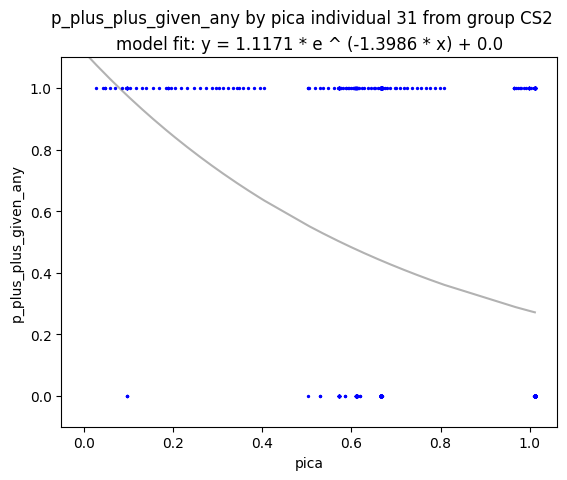 p_plus_plus_given_any by pica individual 31 from group CS2
model fit: y = 1.1171 * e ^ (-1.3986 * x) + 0.0
p_plus_plus_given_any
1.0
0.8
0.6
0.4
0.2
0.0
0.0 0.2 0.4 0.6 0.8 1.0
pica